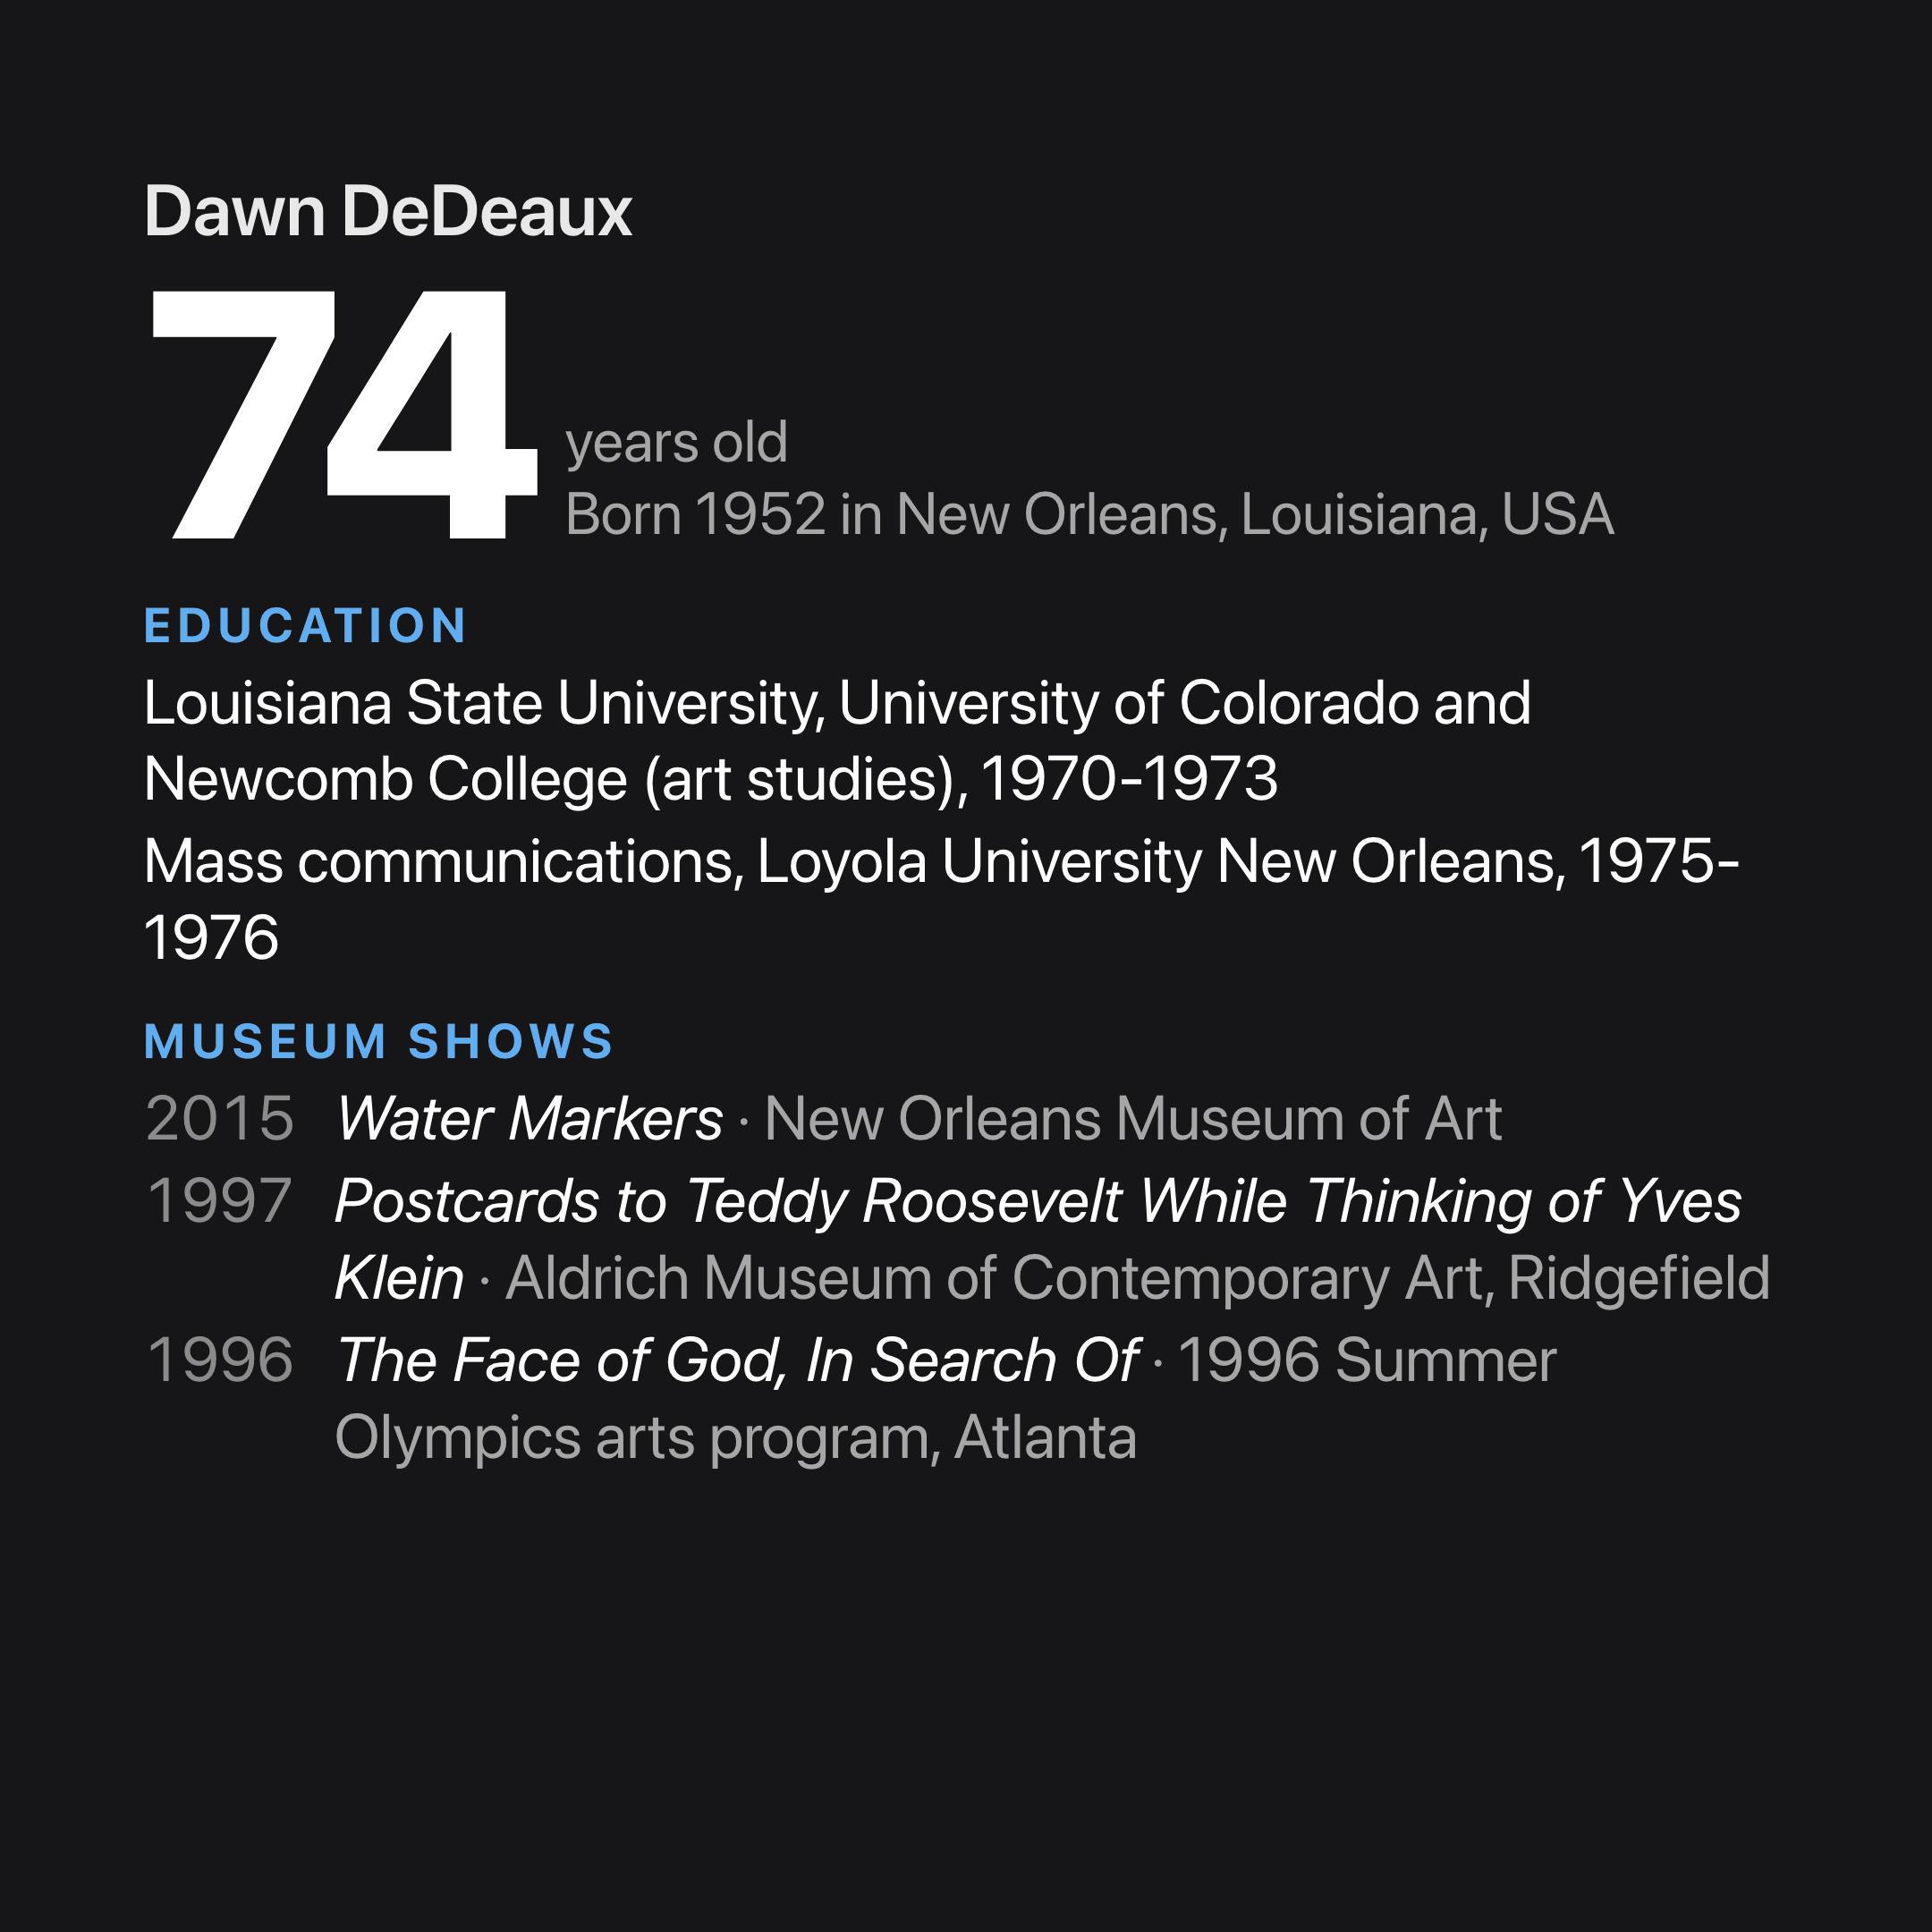 Dawn DeDeaux
74
years old
Born 1952 in New Orleans, Louisiana, USA
EDUCATION
Louisiana State University, University of Colorado and
Newcomb College (art studies), 1970-1973
Mass communications, Loyola University New Orleans, 1975-
1976
MUSEUM SHOWS
2015 Water Markers · New Orleans Museum of Art
1997 Postcards to Teddy Roosevelt While Thinking of Yves
Klein · Aldrich Museum of Contemporary Art, Ridgefield
1996 The Face of God, In Search Of · 1996 Summer
Olympics arts program, Atlanta